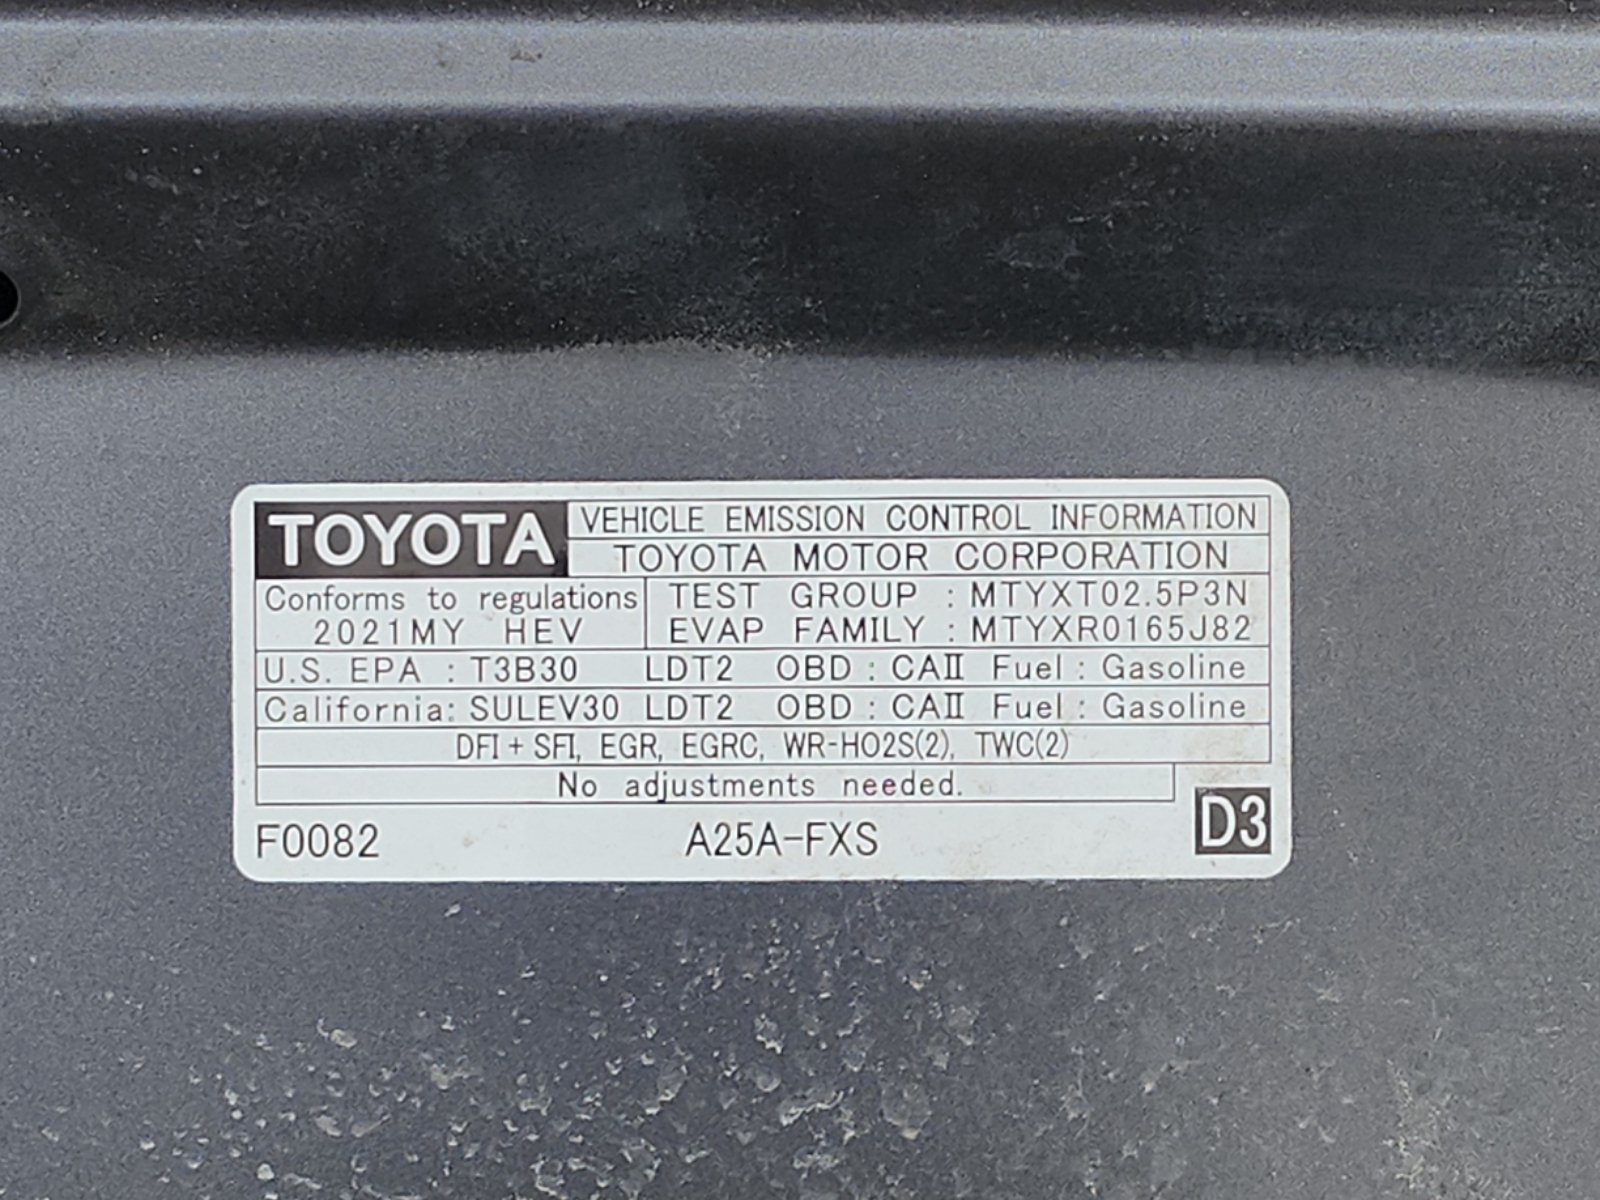 TOYOTA VEHICLE EMISSION CONTROL INFORMATION
TOYOTA MOTOR CORPORATION
Conforms to regulations
2021MY HEV
TEST GROUP : MTYXT02.5P3N
EVAP FAMILY : MTYXR0165J82
U.S. EPA : T3B30 LDT2 OBD : CAⅡ Fuel : Gasoline
California: SULEV30 LDT2 OBD : CAⅡ Fuel : Gasoline
DFI + SFI, EGR, EGRC, WR-HO2S(2), TWC(2)
No adjustments needed.
F0082 A25A-FXS D3